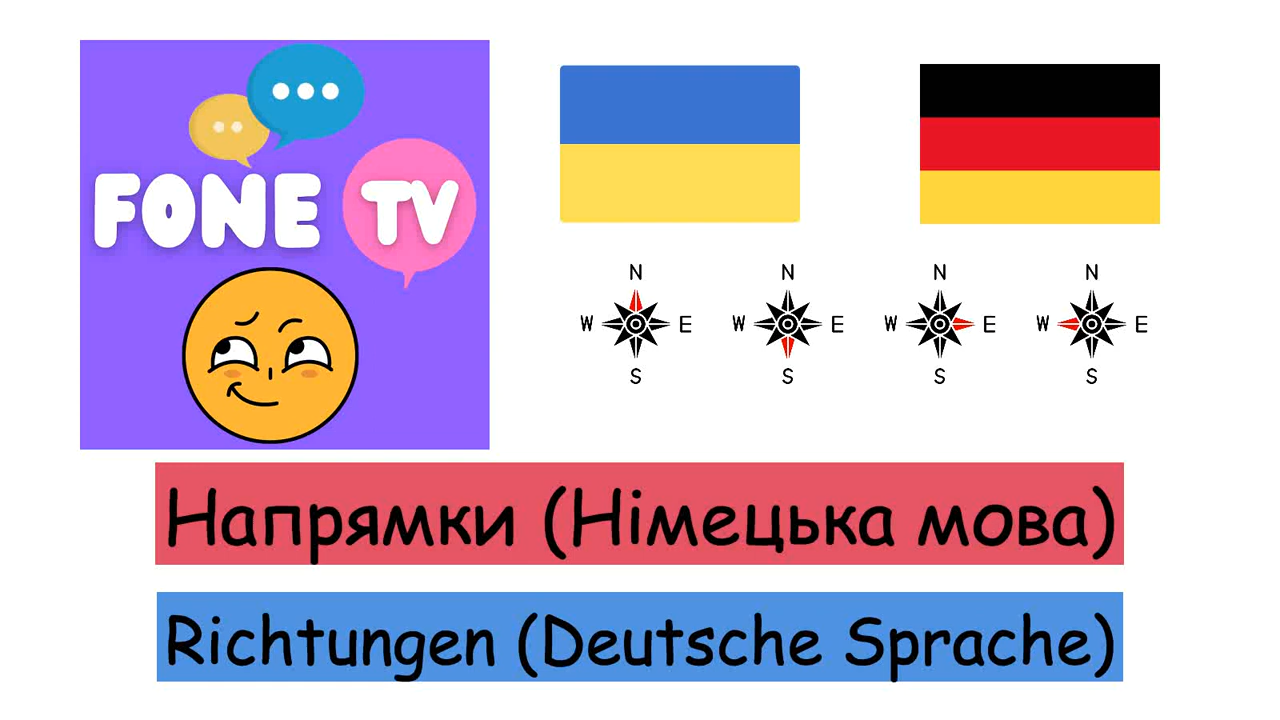 FONE TV
N N N N
W E W E W E W E
S S S S
Напрямки (Німецька мова)
Richtungen (Deutsche Sprache)